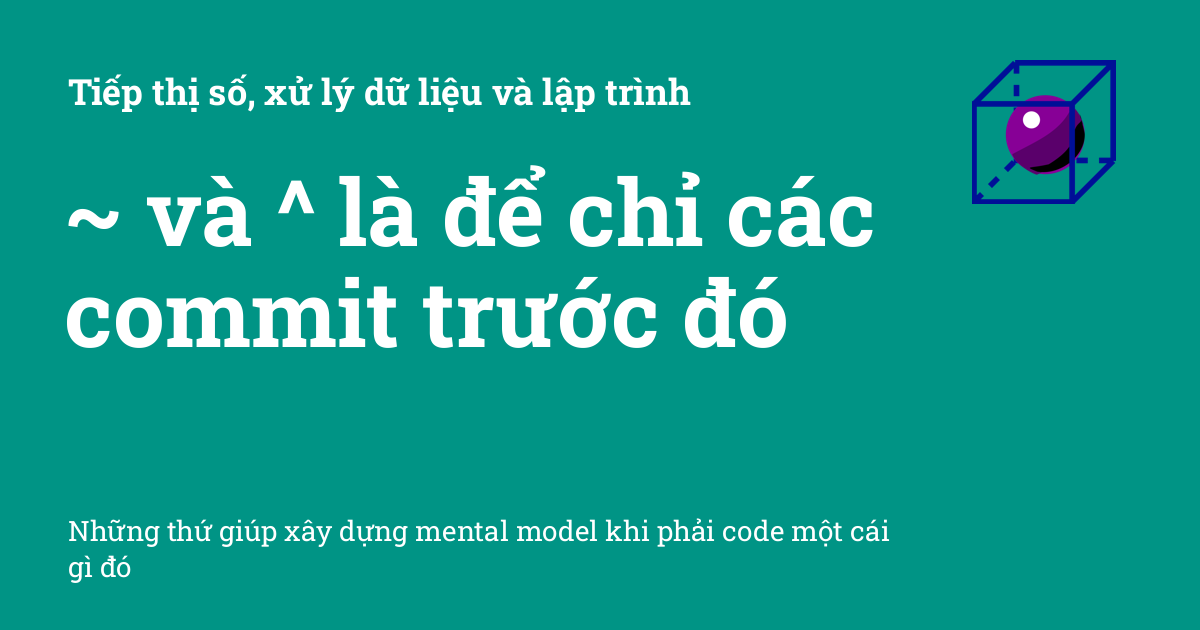 Tiếp thị số, xử lý dữ liệu và lập trình
~ và ^ là để chỉ các
commit trước đó
Những thứ giúp xây dựng mental model khi phải code một cái
gì đó